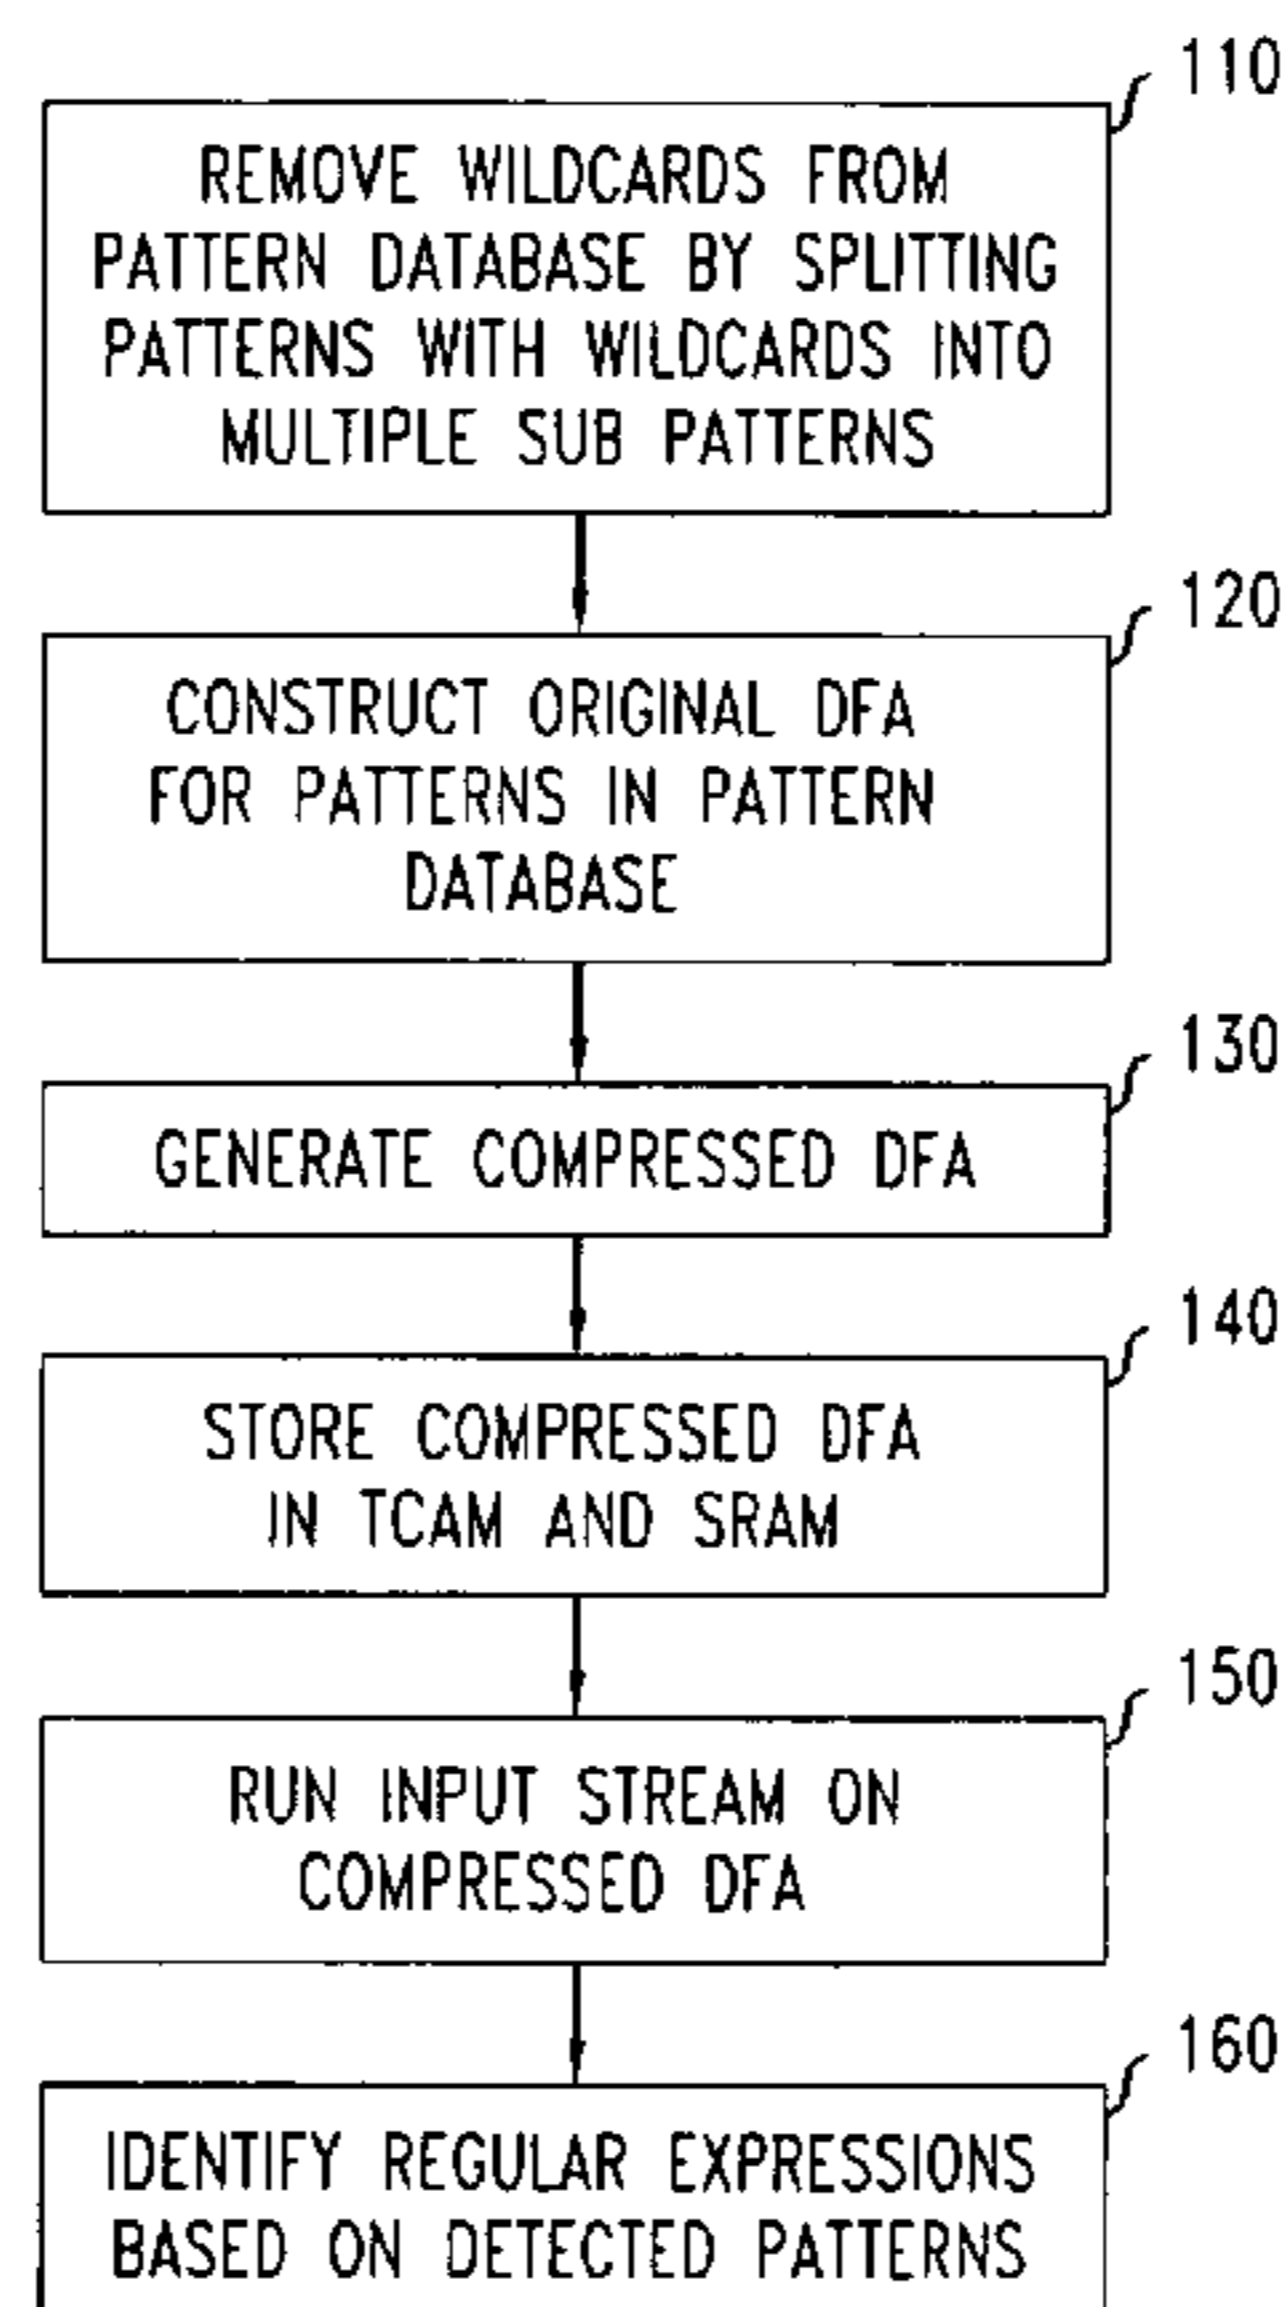 110
REMOVE WILDCARDS FROM
PATTERN DATABASE BY SPLITTING
PATTERNS WITH WILDCARDS INTO
MULTIPLE SUB PATTERNS
120
CONSTRUCT ORIGINAL DFA
FOR PATTERNS IN PATTERN
DATABASE
130
GENERATE COMPRESSED DFA
140
STORE COMPRESSED DFA
IN TCAM AND SRAM
150
RUN INPUT STREAM ON
COMPRESSED DFA
160
IDENTIFY REGULAR EXPRESSIONS
BASED ON DETECTED PATTERNS